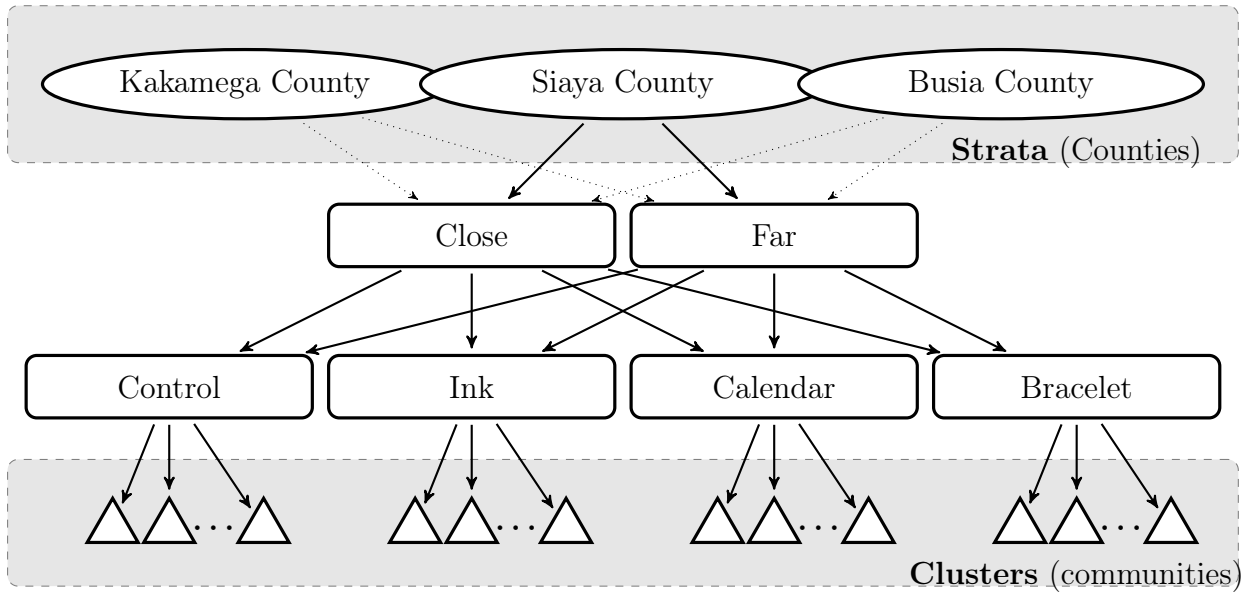 Kakamega County
Siaya County
Busia County
Strata (Counties)
Close
Far
Control
Ink
Calendar
Bracelet
...
...
...
...
Clusters (communities)